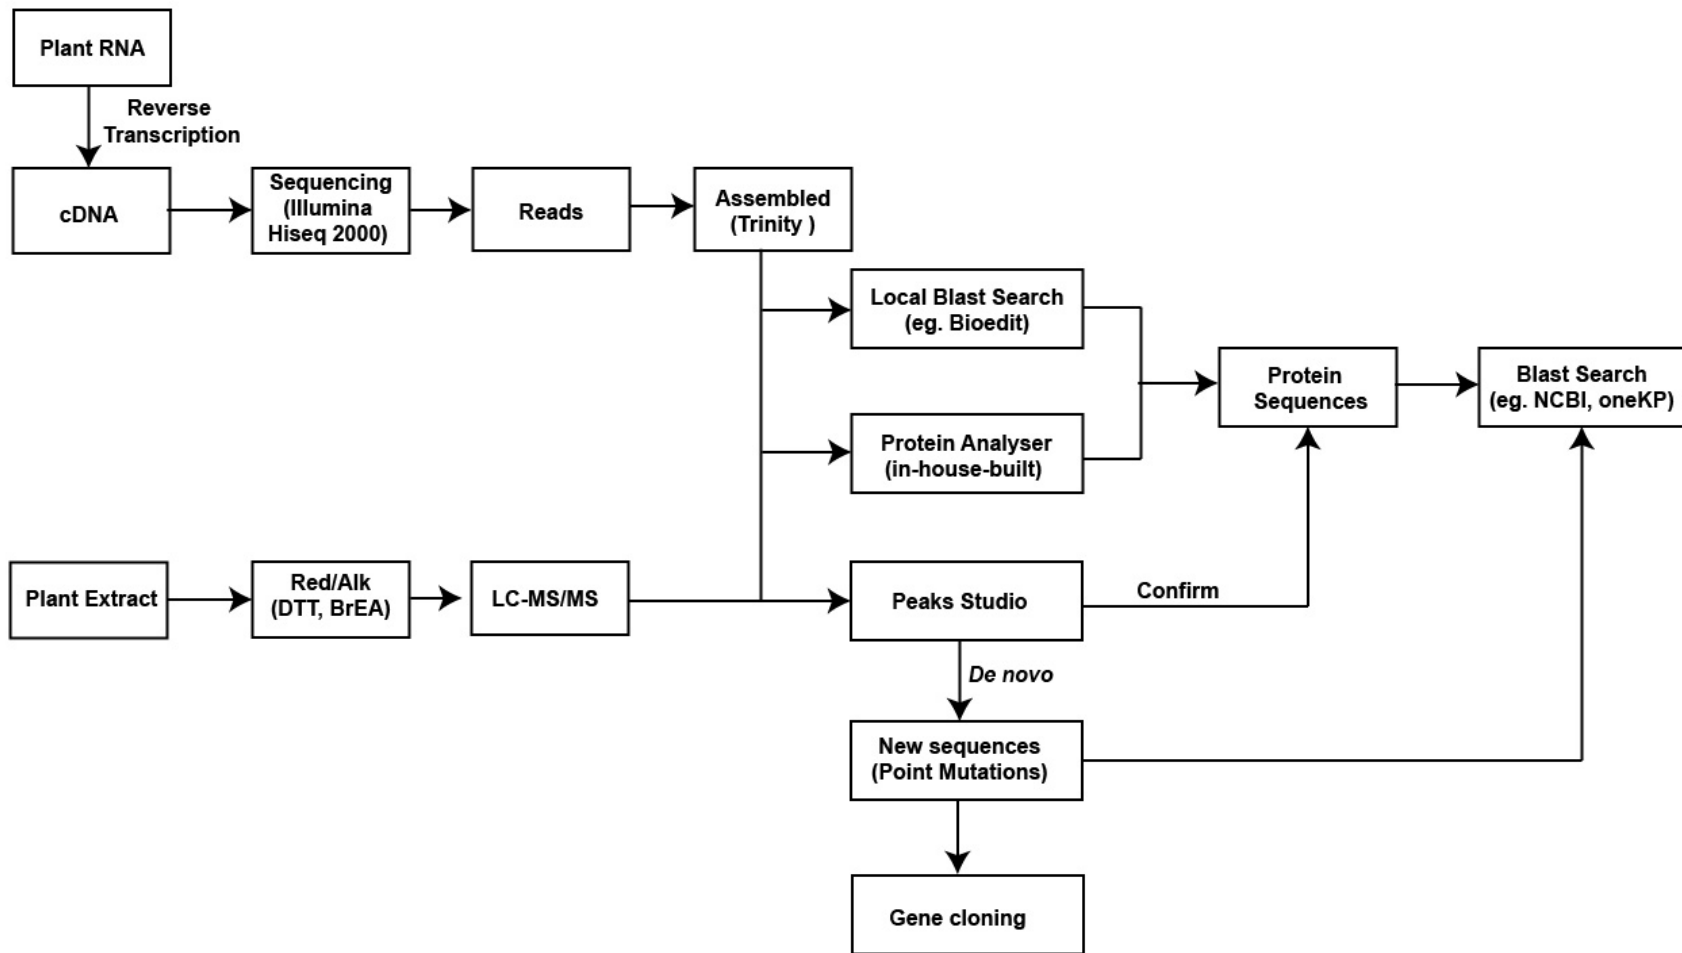 Plant RNA
Reverse
Transcription
cDNA
Sequencing
(Illumina
Hiseq 2000)
Reads
Assembled
(Trinity )
Local Blast Search
(eg. Bioedit)
Protein Analyser
(in-house-built)
Protein
Sequences
Blast Search
(eg. NCBI, oneKP)
Plant Extract
Red/Alk
(DTT, BrEA)
LC-MS/MS
Peaks Studio
Confirm
De novo
New sequences
(Point Mutations)
Gene cloning